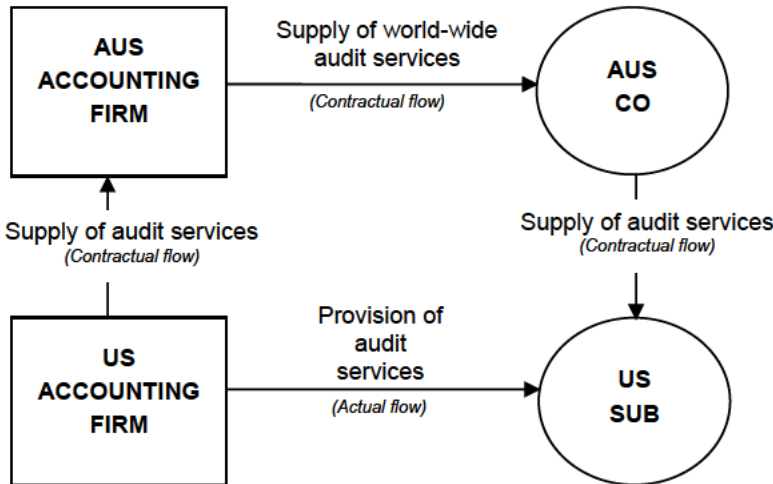 AUS
ACCOUNTING
FIRM
Supply of world-wide
audit services
(Contractual flow)
AUS
CO
Supply of audit services
(Contractual flow)
Supply of audit services
(Contractual flow)
US
ACCOUNTING
FIRM
Provision of
audit
services
(Actual flow)
US
SUB